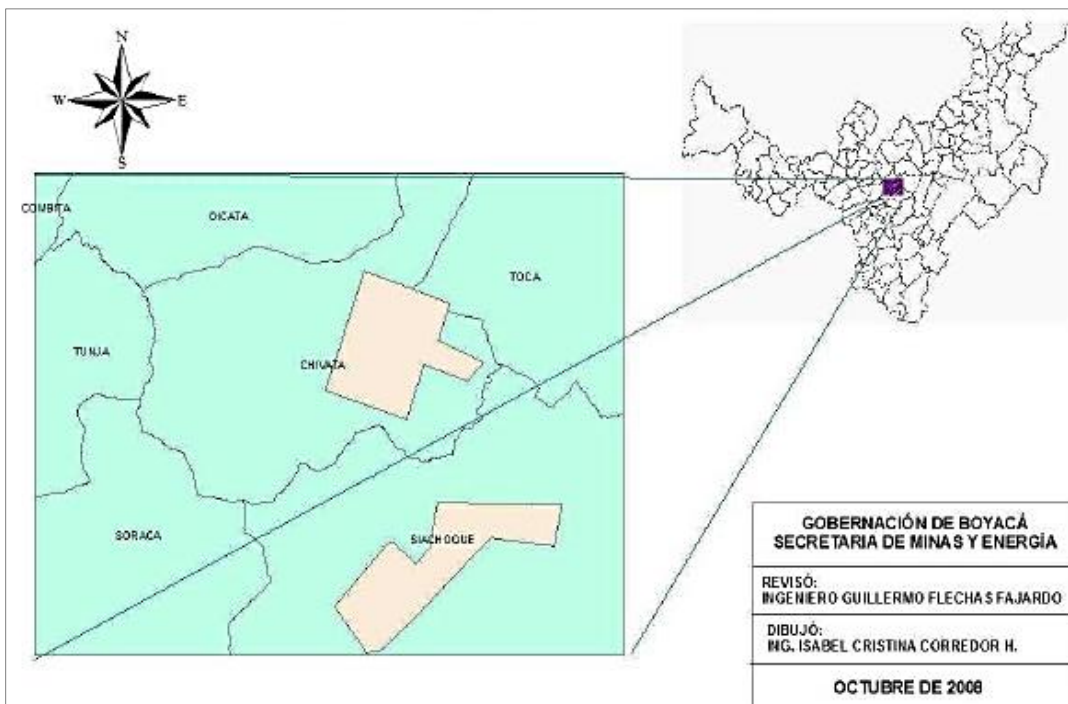 N
W E
S
COMBITA
OICATA
TOCA
TUNJA
CHIVATA
SORACA
SIACHOQUE
GOBERNACIÓN DE BOYACÁ
SECRETARIA DE MINAS Y ENERGÍA
REVISÓ:
INGENIERO GUILLERMO FLECHAS FAJARDO
DIBUJÓ:
ING. ISABEL CRISTINA CORREDOR H.
OCTUBRE DE 2008